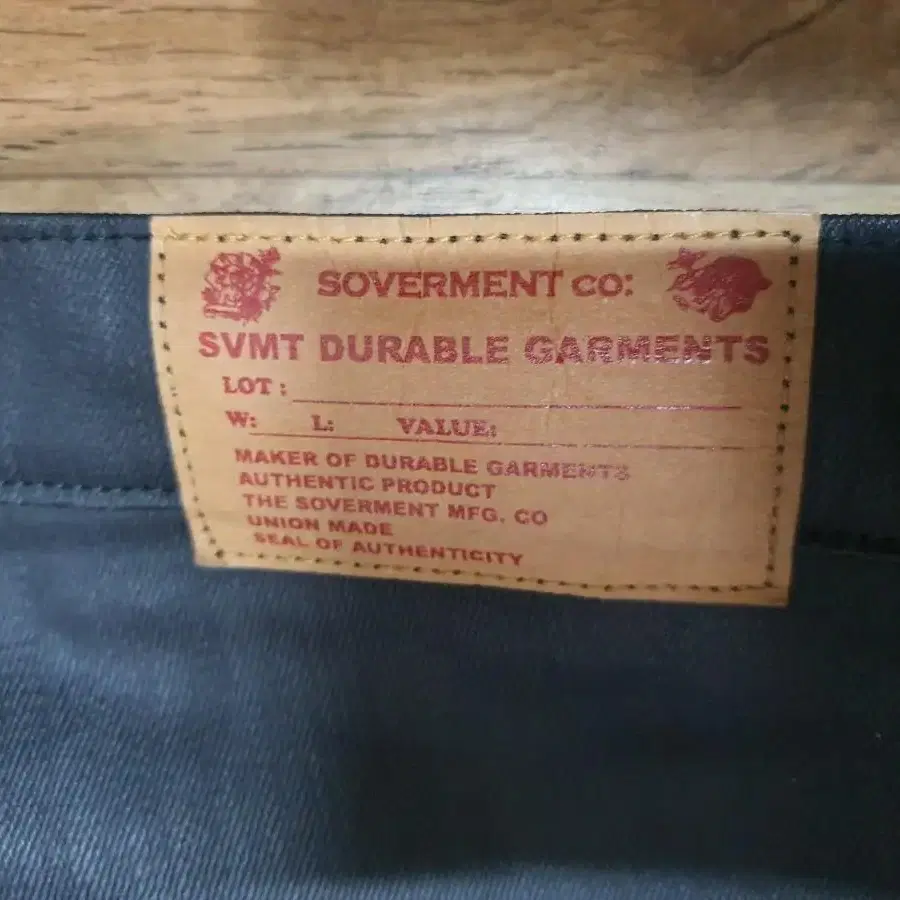 SOVERMENT CO:
SVMT DURABLE GARMENTS
LOT :
W: L: VALUE:
MAKER OF DURABLE GARMENTS
AUTHENTIC PRODUCT
THE SOVERMENT MFG. CO
UNION MADE
SEAL OF AUTHENTICITY